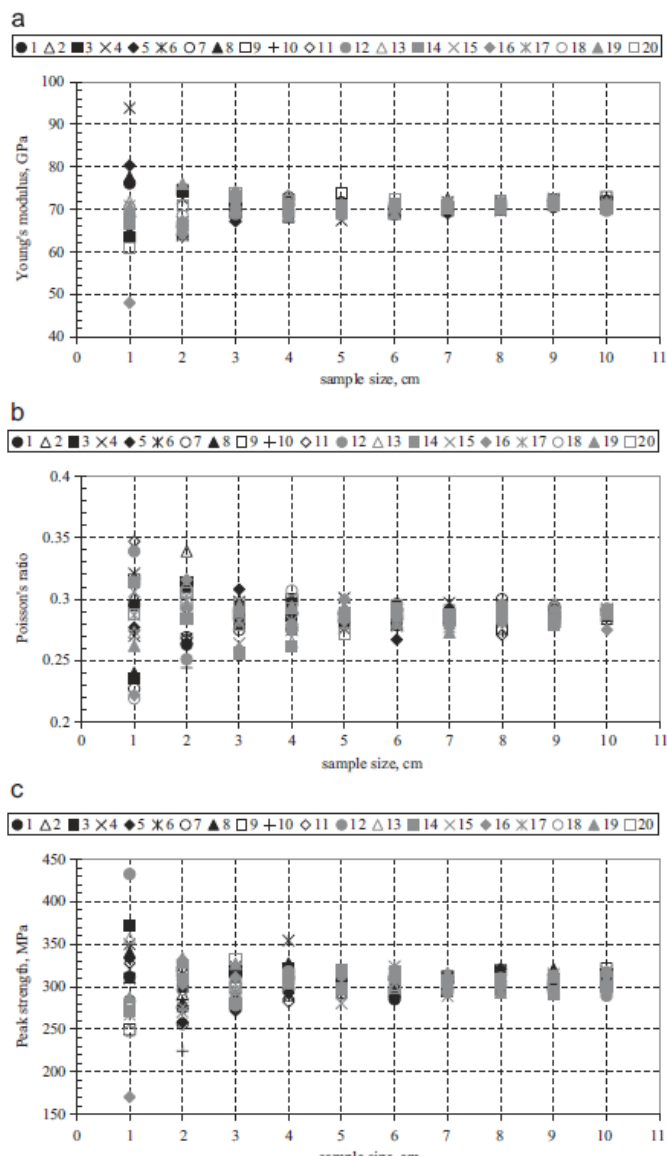 a
1 2 3 4 5 6 7 8 9 10 11 12 13 14 15 16 17 18 19 20
100
90
80
70
60
50
40
Young's modulus, GPa
0 1 2 3 4 5 6 7 8 9 10 11
sample size, cm
b
1 2 3 4 5 6 7 8 9 10 11 12 13 14 15 16 17 18 19 20
0.4
0.35
0.3
0.25
0.2
Poisson's ratio
0 1 2 3 4 5 6 7 8 9 10 11
sample size, cm
c
1 2 3 4 5 6 7 8 9 10 11 12 13 14 15 16 17 18 19 20
450
400
350
300
250
200
150
Peak strength, MPa
0 1 2 3 4 5 6 7 8 9 10 11
sample size, cm